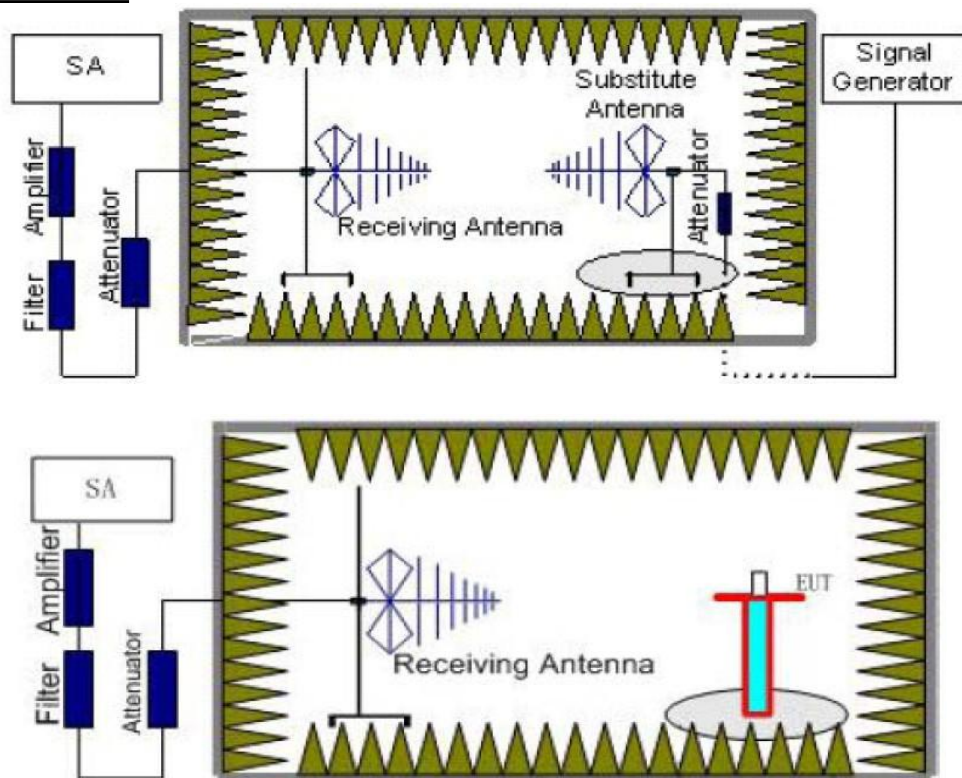 SA
Signal
Generator
Substitute
Antenna
Amplifier
Attenuator
Attenuator
Receiving Antenna
Filter
SA
Amplifier
EUT
Attenuator
Filter
Receiving Antenna